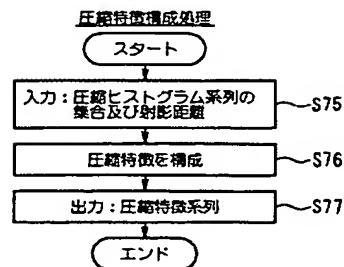 圧縮特徴構成処理
スタート
入力：圧縮ヒストグラム系列の
集合及び射影距離
S75
圧縮特徴を構成
S76
出力：圧縮特徴系列
S77
エンド